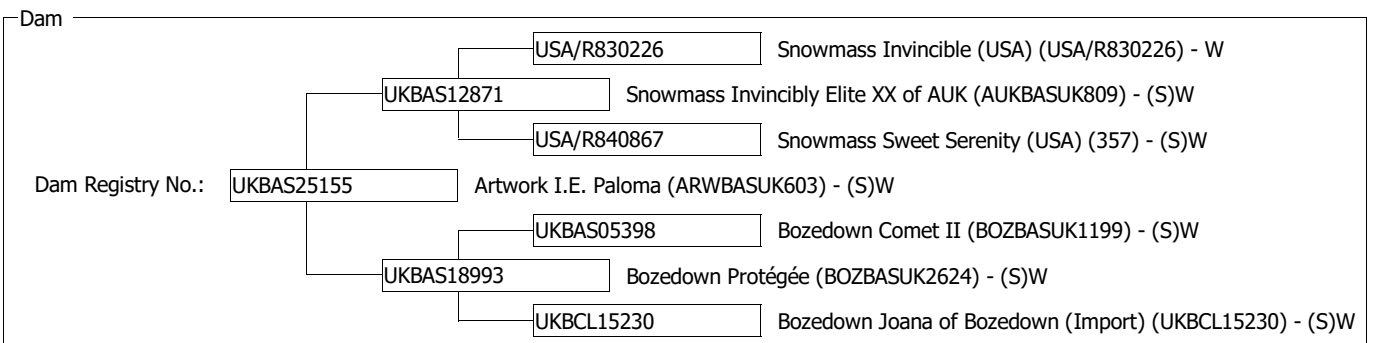 Dam
USA/R830226 Snowmass Invincible (USA) (USA/R830226) - W
UKBAS12871 Snowmass Invincibly Elite XX of AUK (AUKBASUK809) - (S)W
USA/R840867 Snowmass Sweet Serenity (USA) (357) - (S)W
Dam Registry No.: UKBAS25155 Artwork I.E. Paloma (ARWBASUK603) - (S)W
UKBAS05398 Bozedown Comet II (BOZBASUK1199) - (S)W
UKBAS18993 Bozedown Protégée (BOZBASUK2624) - (S)W
UKBCL15230 Bozedown Joana of Bozedown (Import) (UKBCL15230) - (S)W